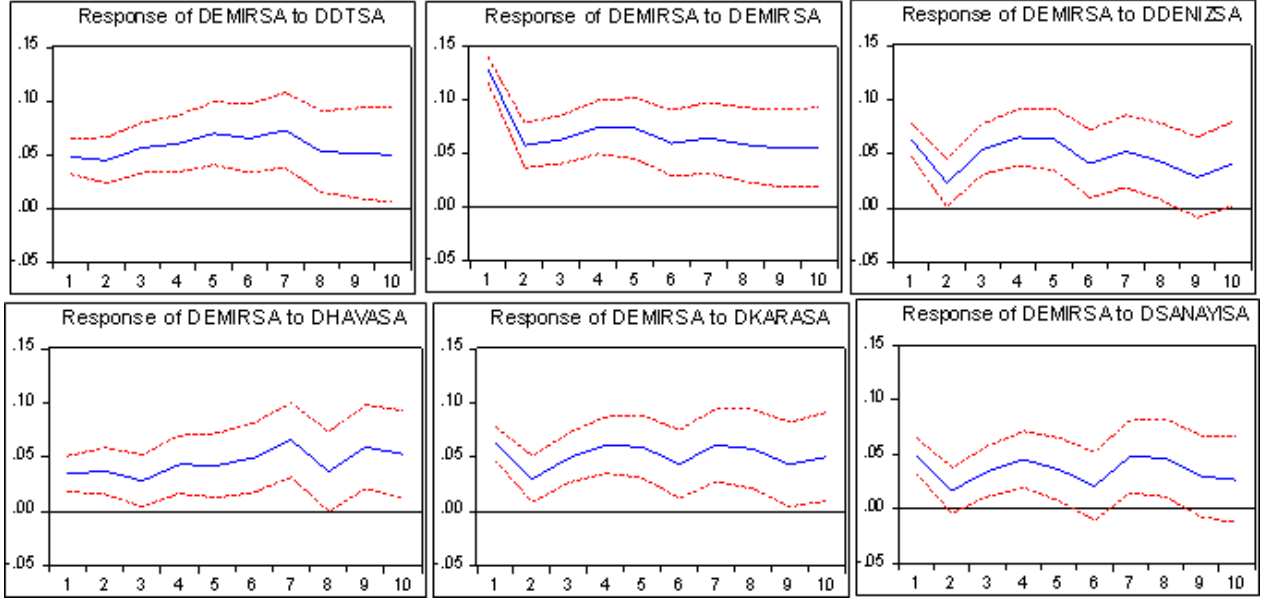 Response of DEMIRSA to DDTSA
.15
.10
.05
.00
-.05
1 2 3 4 5 6 7 8 9 10
Response of DEMIRSA to DEMIRSA
.15
.10
.05
.00
-.05
1 2 3 4 5 6 7 8 9 10
Response of DEMIRSA to DDENIZSA
.15
.10
.05
.00
-.05
1 2 3 4 5 6 7 8 9 10
Response of DEMIRSA to DHAVASA
.15
.10
.05
.00
-.05
1 2 3 4 5 6 7 8 9 10
Response of DEMIRSA to DKARASA
.15
.10
.05
.00
-.05
1 2 3 4 5 6 7 8 9 10
Response of DEMIRSA to DSANAYISA
.15
.10
.05
.00
-.05
1 2 3 4 5 6 7 8 9 10